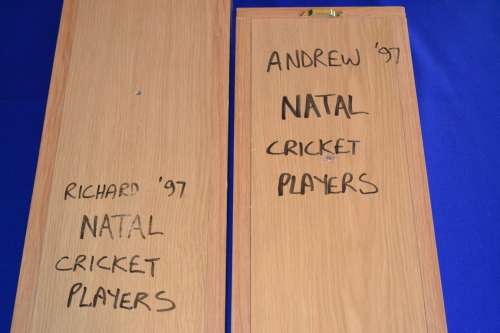 RICHARD '97
NATAL
CRICKET
PLAYERS
ANDREW '97
NATAL
CRICKET
PLAYERS